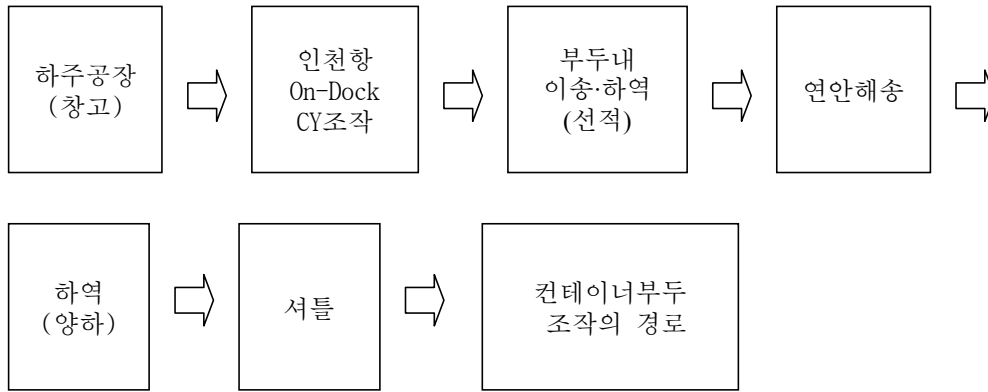 하주공장
(창고)
인천항
On-Dock
CY조작
부두내
이송·하역
(선적)
연안해송
하역
(양하)
셔틀
컨테이너부두
조작의 경로